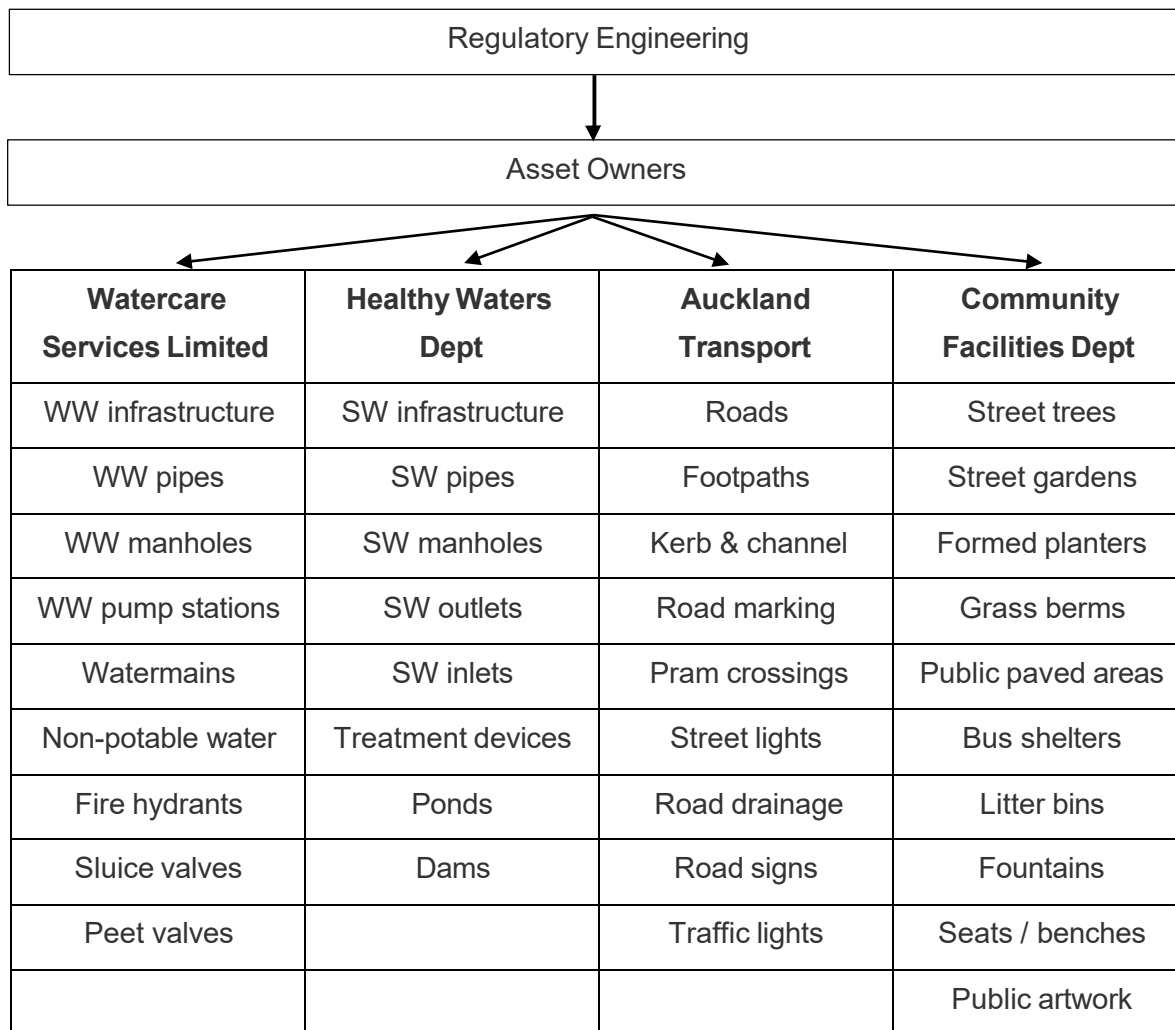 Regulatory Engineering
Asset Owners
Watercare Healthy Waters Auckland Community
Services Limited Dept Transport Facilities Dept
WW infrastructure SW infrastructure Roads Street trees
WW pipes SW pipes Footpaths Street gardens
WW manholes SW manholes Kerb & channel Formed planters
WW pump stations SW outlets Road marking Grass berms
Watermains SW inlets Pram crossings Public paved areas
Non-potable water Treatment devices Street lights Bus shelters
Fire hydrants Ponds Road drainage Litter bins
Sluice valves Dams Road signs Fountains
Peet valves Traffic lights Seats / benches
Public artwork